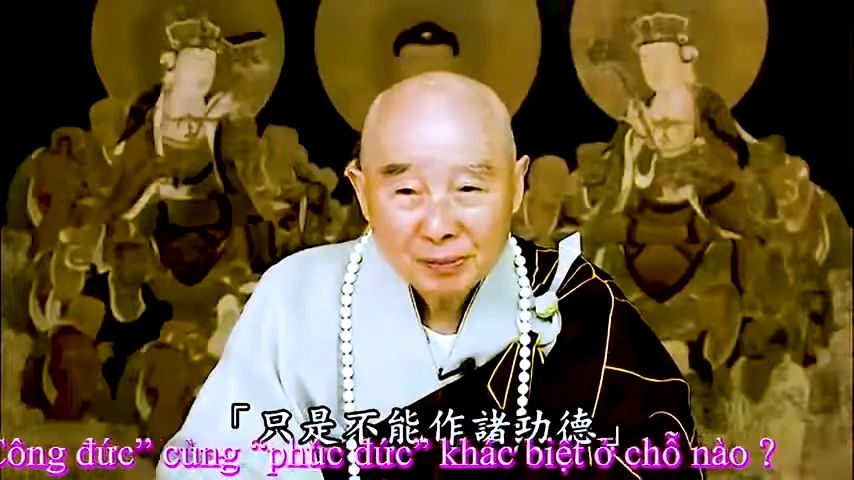 「只是不能作諸功德」
Công đức” cùng “phúc đức” khác biệt ở chỗ nào ?